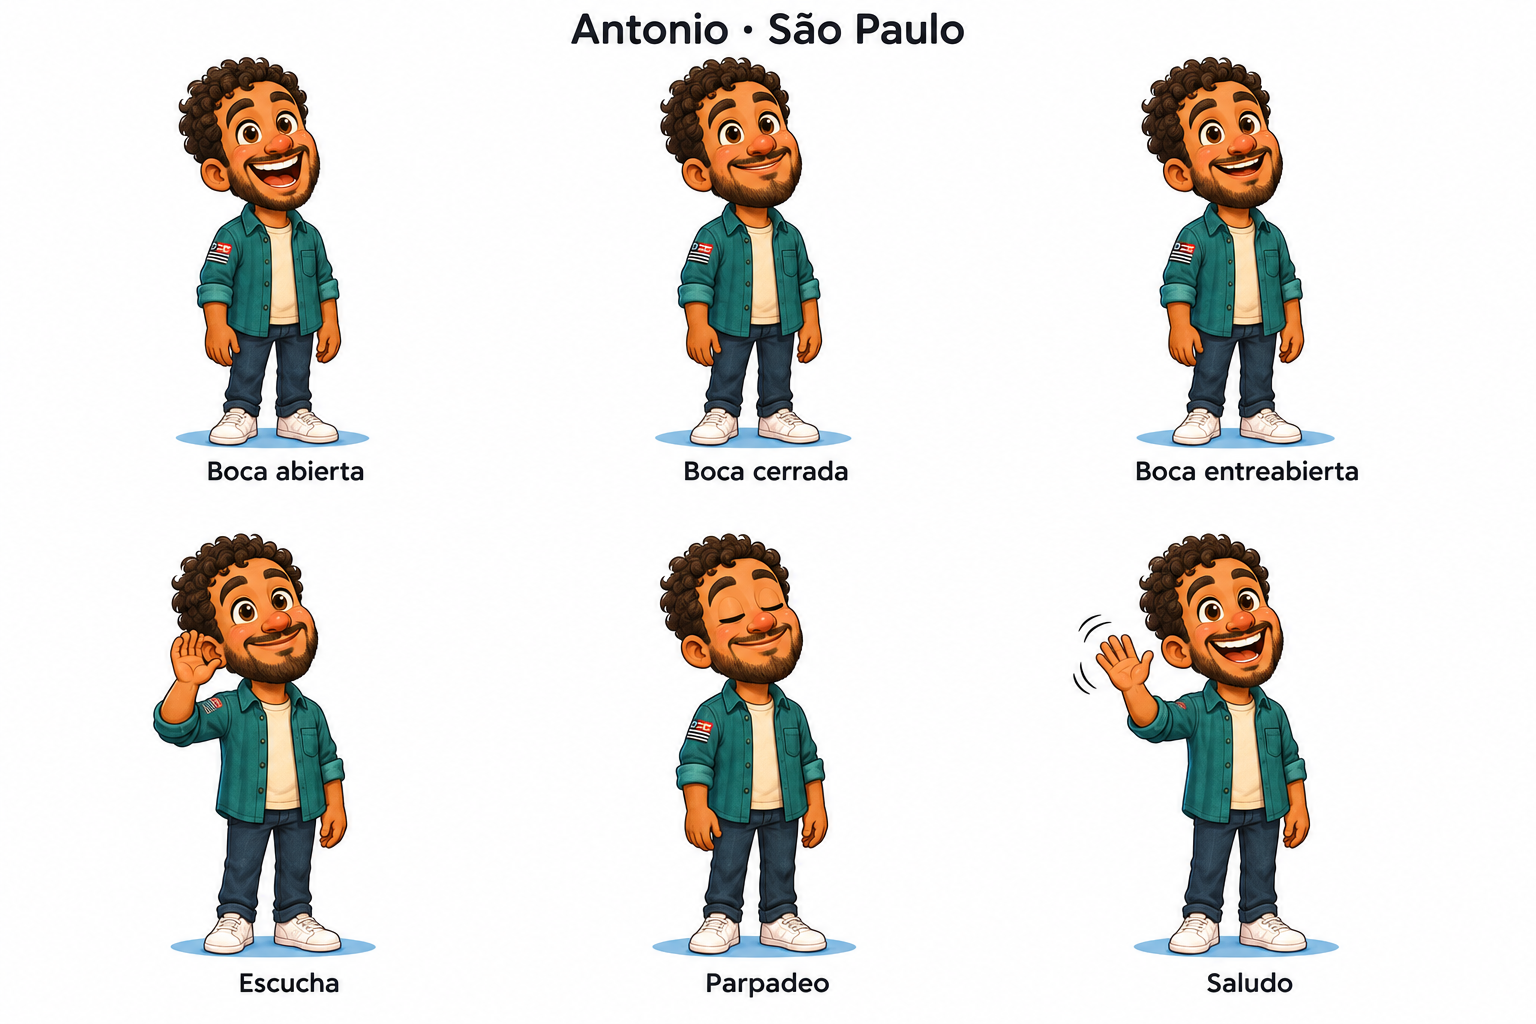 Antonio · São Paulo
Boca abierta
Boca cerrada
Boca entreabierta
Escucha
Parpadeo
Saludo